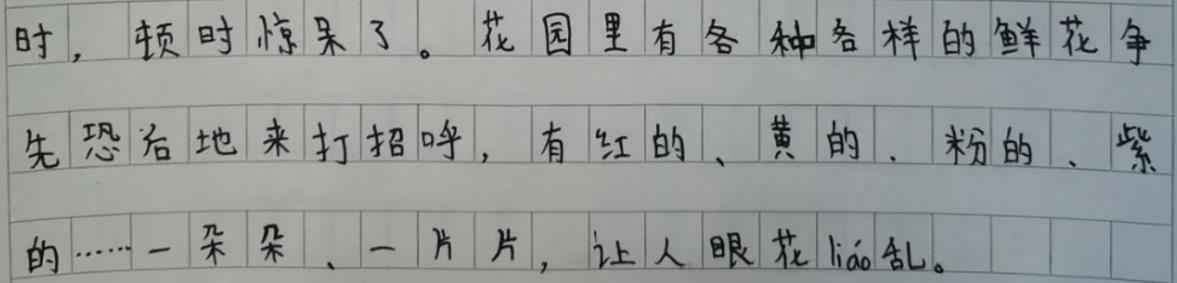 时，顿时惊呆了。花园里有各种各样的鲜花争
先恐后地来打招呼，有红的、黄的、粉的、紫
的……一朵朵、一片片，让人眼花liáo乱。